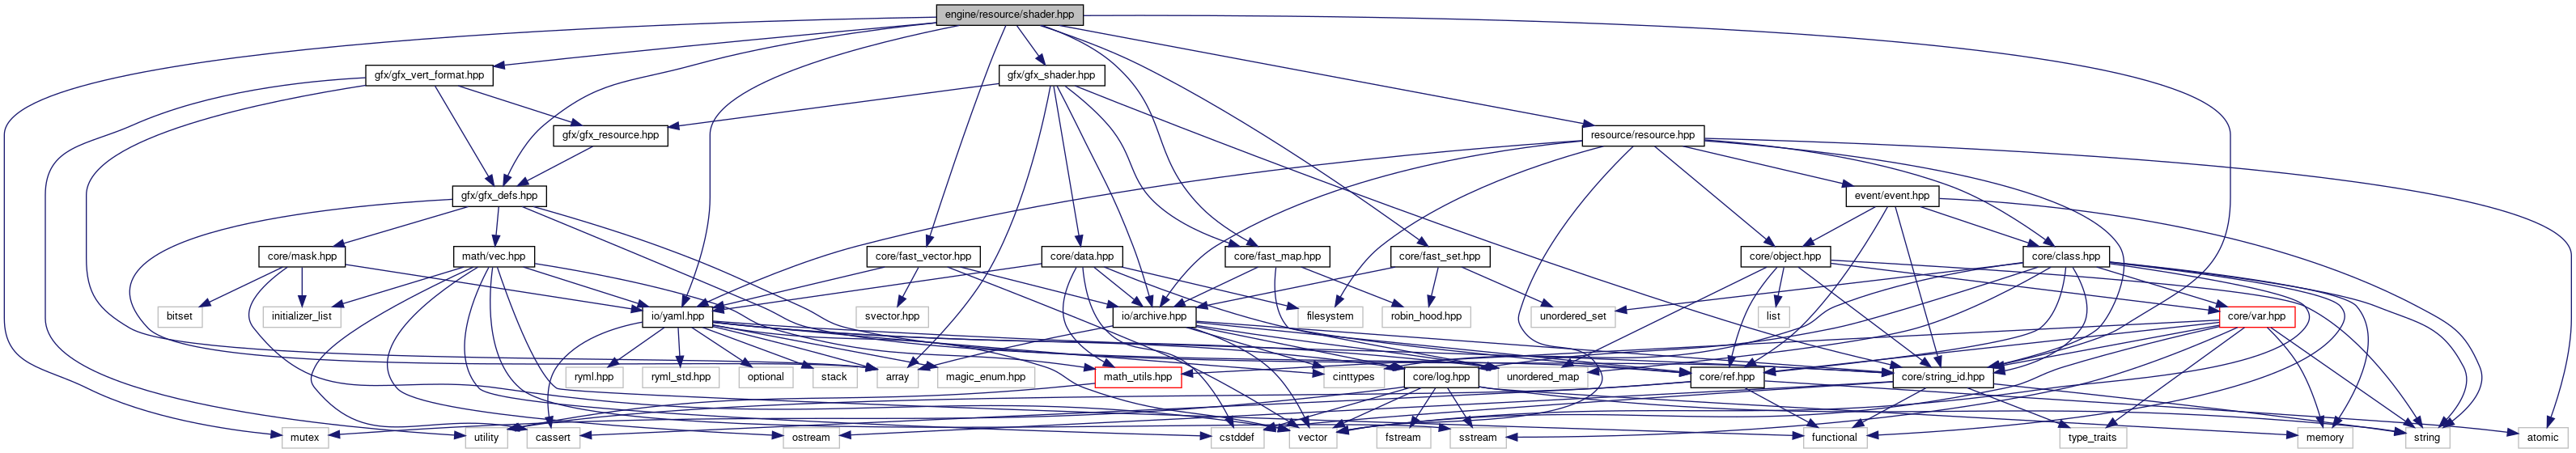 engine/resource/shader.hpp
gfx/gfx_vert_format.hpp
gfx/gfx_shader.hpp
gfx/gfx_resource.hpp
resource/resource.hpp
gfx/gfx_defs.hpp
event/event.hpp
core/mask.hpp
math/vec.hpp
core/fast_vector.hpp
core/data.hpp
core/fast_map.hpp
core/fast_set.hpp
core/object.hpp
core/class.hpp
bitset
initializer_list
io/yaml.hpp
svector.hpp
io/archive.hpp
filesystem
robin_hood.hpp
unordered_set
list
core/var.hpp
ryml.hpp
ryml_std.hpp
optional
stack
array
magic_enum.hpp
math_utils.hpp
cinttypes
core/log.hpp
unordered_map
core/ref.hpp
core/string_id.hpp
mutex
utility
cassert
ostream
cstddef
vector
fstream
sstream
functional
type_traits
memory
string
atomic